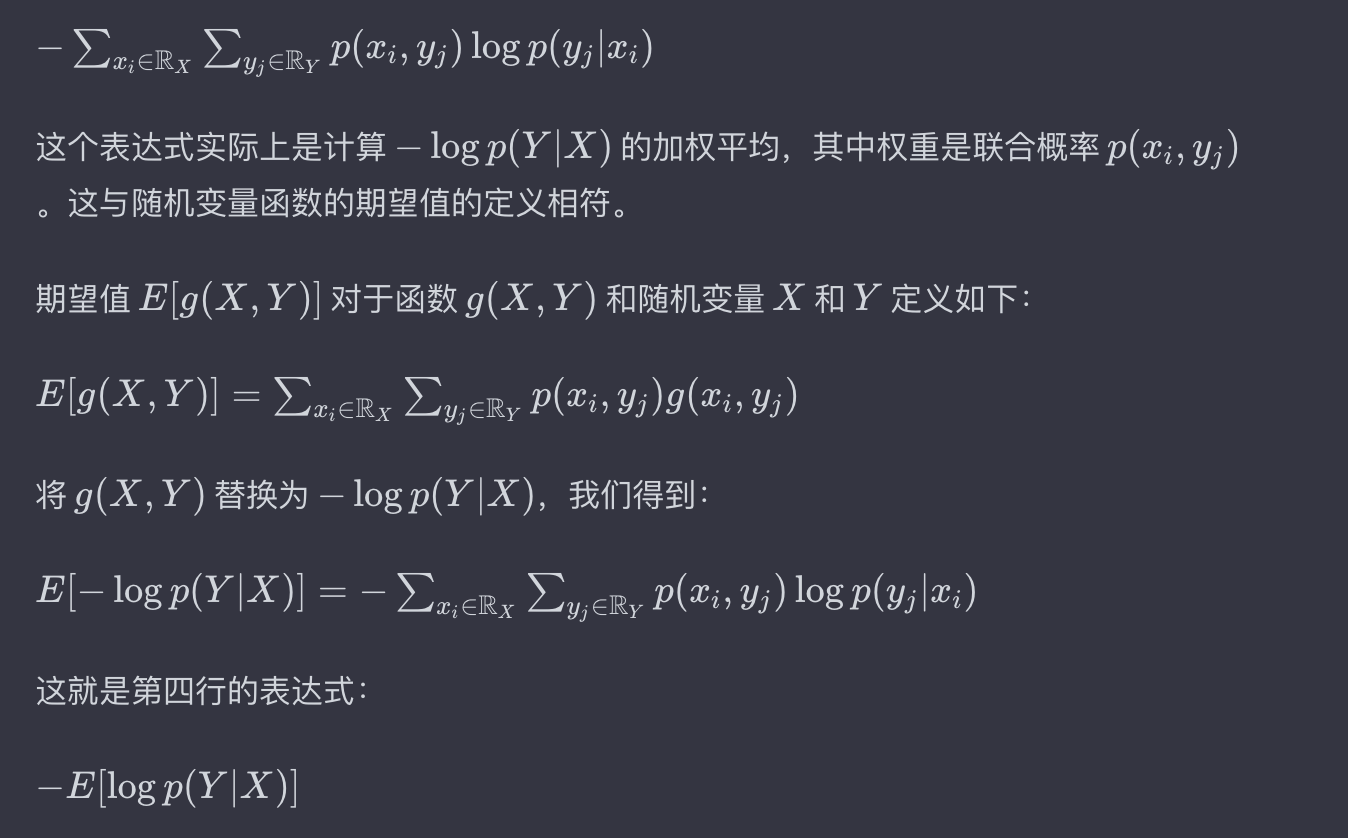 $-\sum_{x_i \in \mathbb{R}_X} \sum_{y_j \in \mathbb{R}_Y} p(x_i, y_j) \log p(y_j|x_i)$
这个表达式实际上是计算 $-\log p(Y|X)$ 的加权平均，其中权重是联合概率 $p(x_i, y_j)$
。这与随机变量函数的期望值的定义相符。
期望值 $E[g(X, Y)]$ 对于函数 $g(X, Y)$ 和随机变量 $X$ 和 $Y$ 定义如下：
$E[g(X, Y)] = \sum_{x_i \in \mathbb{R}_X} \sum_{y_j \in \mathbb{R}_Y} p(x_i, y_j) g(x_i, y_j)$
将 $g(X, Y)$ 替换为 $-\log p(Y|X)$，我们得到：
$E[-\log p(Y|X)] = -\sum_{x_i \in \mathbb{R}_X} \sum_{y_j \in \mathbb{R}_Y} p(x_i, y_j) \log p(y_j|x_i)$
这就是第四行的表达式：
$-E[\log p(Y|X)]$